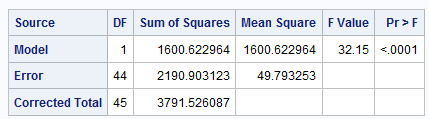 Source DF Sum of Squares Mean Square F Value Pr > F
Model 1 1600.622964 1600.622964 32.15 <.0001
Error 44 2190.903123 49.793253
Corrected Total 45 3791.526087